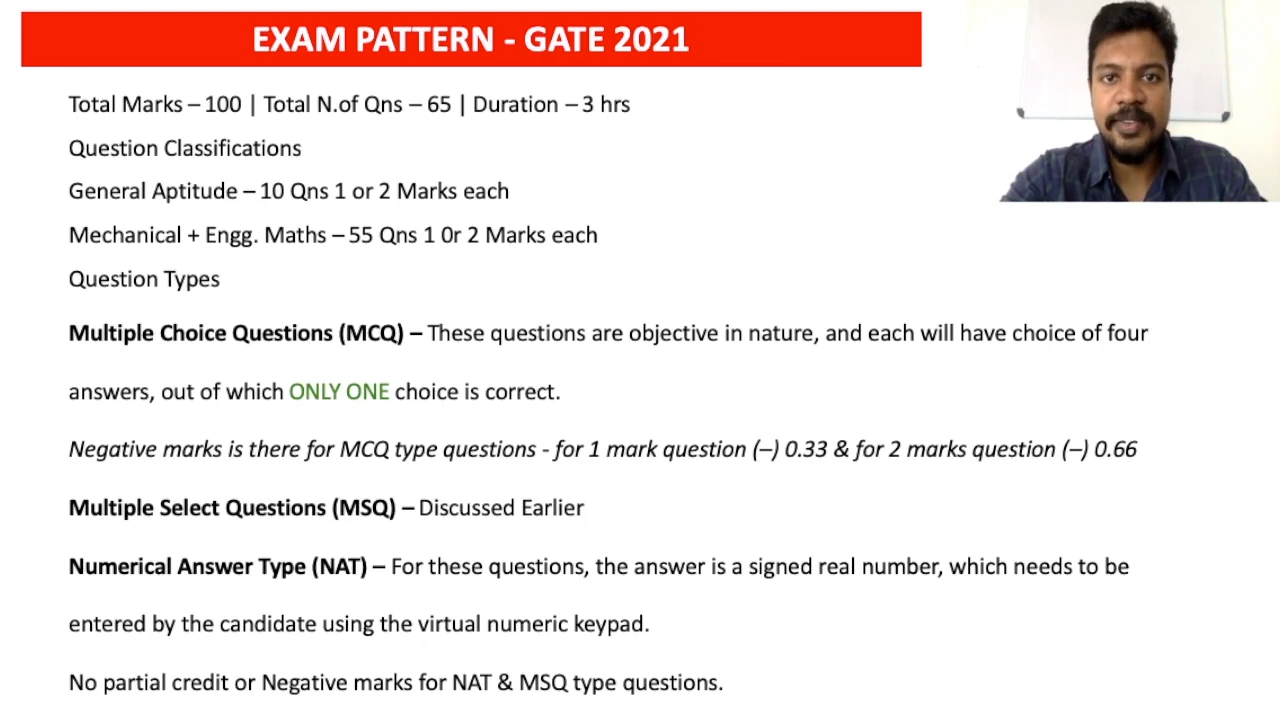 EXAM PATTERN - GATE 2021
Total Marks – 100 | Total N.of Qns – 65 | Duration – 3 hrs
Question Classifications
General Aptitude – 10 Qns 1 or 2 Marks each
Mechanical + Engg. Maths – 55 Qns 1 0r 2 Marks each
Question Types
Multiple Choice Questions (MCQ) – These questions are objective in nature, and each will have choice of four
answers, out of which ONLY ONE choice is correct.
Negative marks is there for MCQ type questions - for 1 mark question (–) 0.33 & for 2 marks question (–) 0.66
Multiple Select Questions (MSQ) – Discussed Earlier
Numerical Answer Type (NAT) – For these questions, the answer is a signed real number, which needs to be
entered by the candidate using the virtual numeric keypad.
No partial credit or Negative marks for NAT & MSQ type questions.